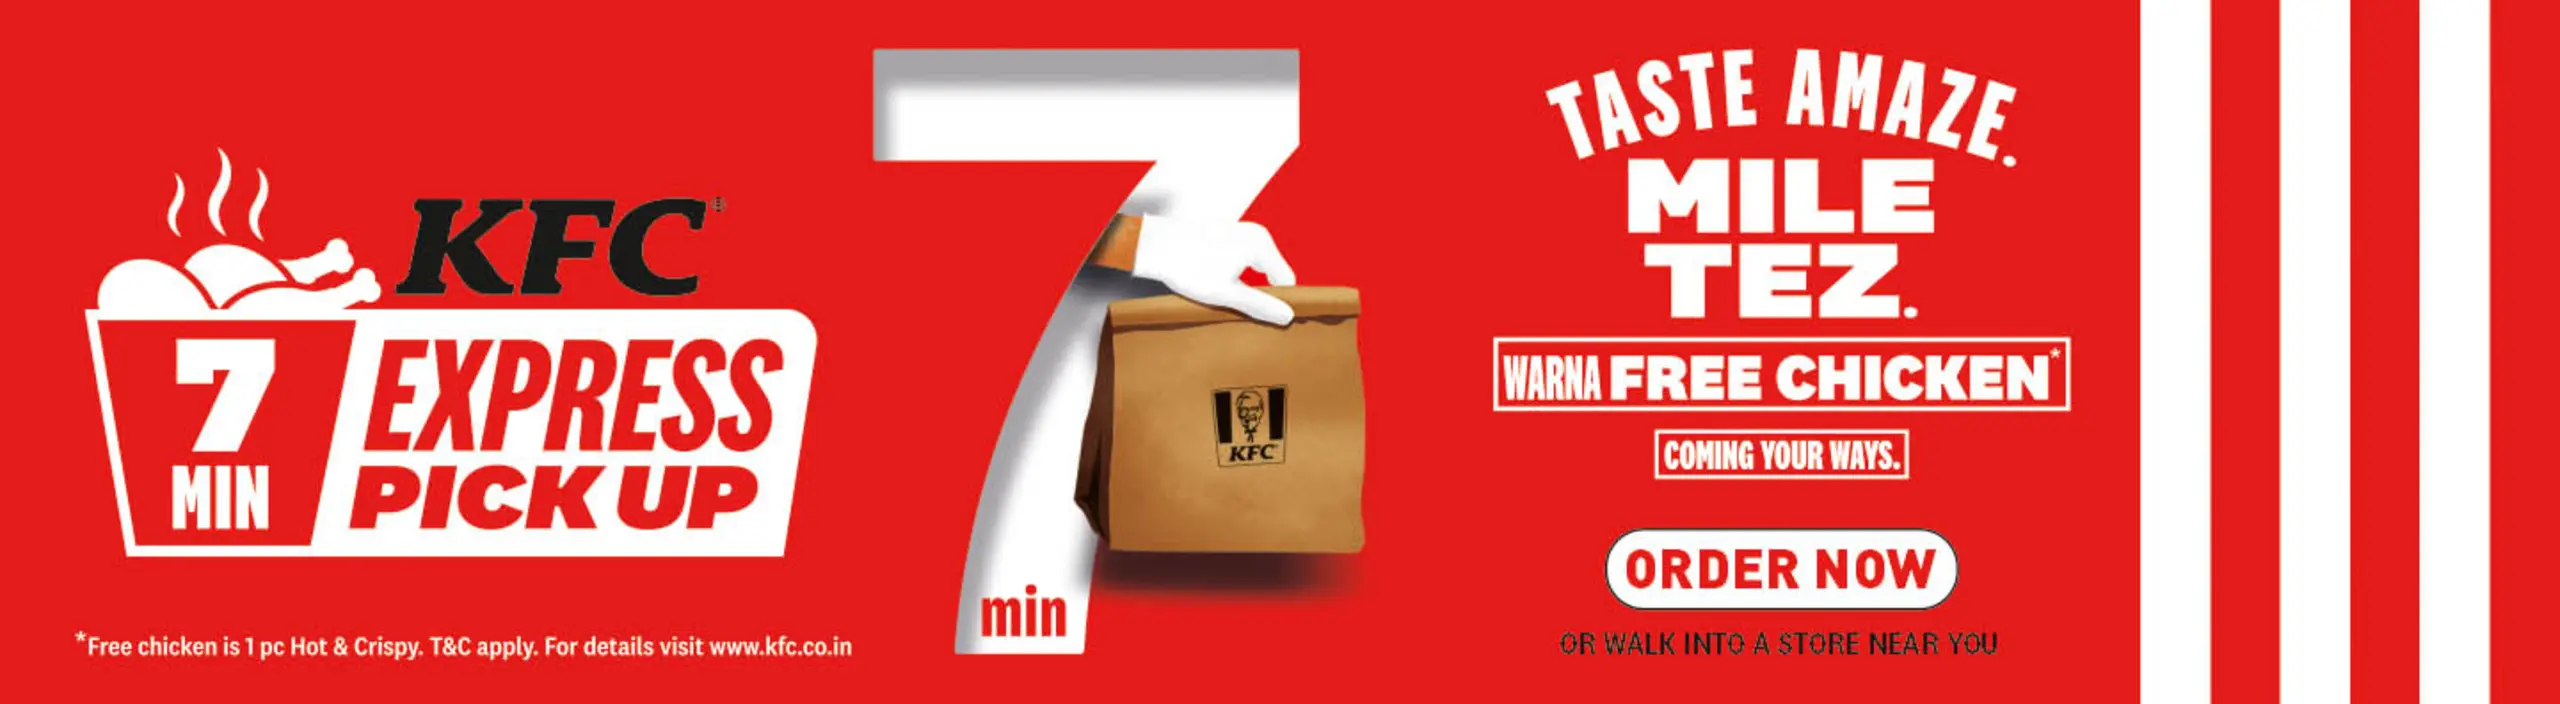 KFC
7
MIN
EXPRESS
PICK UP
*Free chicken is 1 pc Hot & Crispy. T&C apply. For details visit www.kfc.co.in
7
min
KFC
TASTE AMAZE.
MILE
TEZ.
WARNA FREE CHICKEN*
COMING YOUR WAYS.
ORDER NOW
OR WALK INTO A STORE NEAR YOU